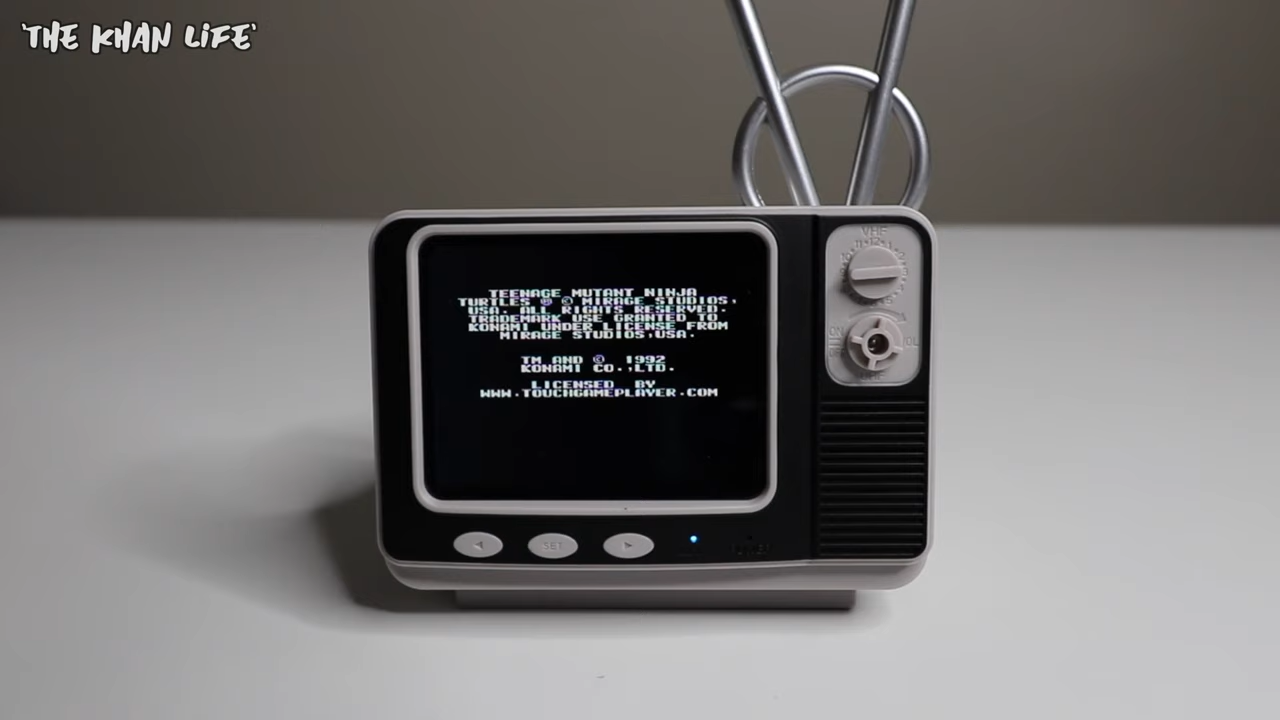 'THE KHAN LIFE'
VHF
TEENAGE MUTANT NINJA
TURTLES ® © MIRAGE STUDIOS,
USA. ALL RIGHTS RESERVED.
TRADEMARK USE GRANTED TO
KONAMI UNDER LICENSE FROM
MIRAGE STUDIOS,USA.
TM AND © 1992
KONAMI CO.,LTD.
LICENSED BY
WWW.TOUCHGAMEPLAYER.COM
SET